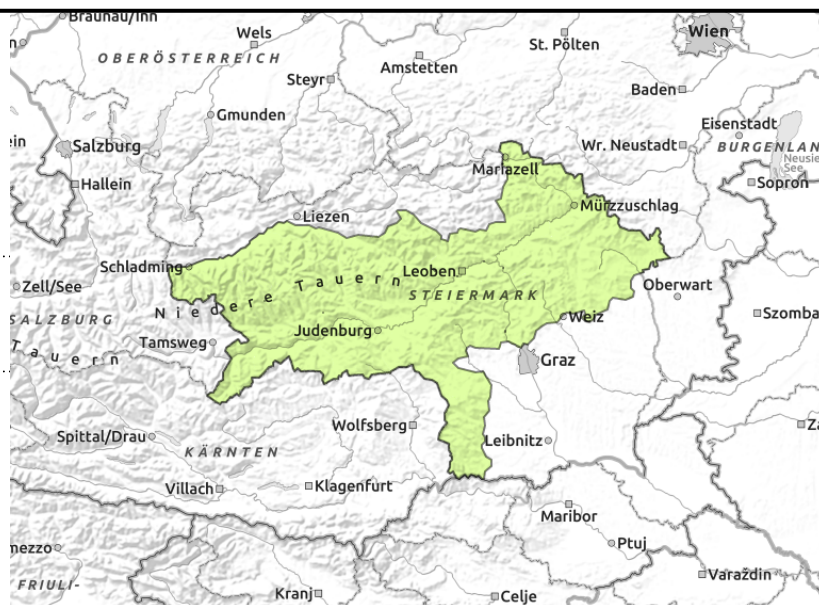 Braunau/Inn
Wels
Wien
St. Pölten
OBERÖSTERREICH
Amstetten
Steyr
Baden
Gmunden
Eisenstadt
Salzburg
Wr. Neustadt
BURGENLAN
Neusie
See
Mariazell
Hallein
Sopron
Mürzzuschlag
Liezen
Schladming
Leoben
Niedere Tauern
STEIERMARK
Zell/See
Oberwart
SALZBURG
Judenburg
Weiz
Szomba
Tamsweg
Tauern
Graz
Wolfsberg
Spittal/Drau
Leibnitz
KÄRNTEN
Villach
Klagenfurt
Maribor
mezzo
Ptuj
Varaždin
FRIULI-
Kranj
Celje